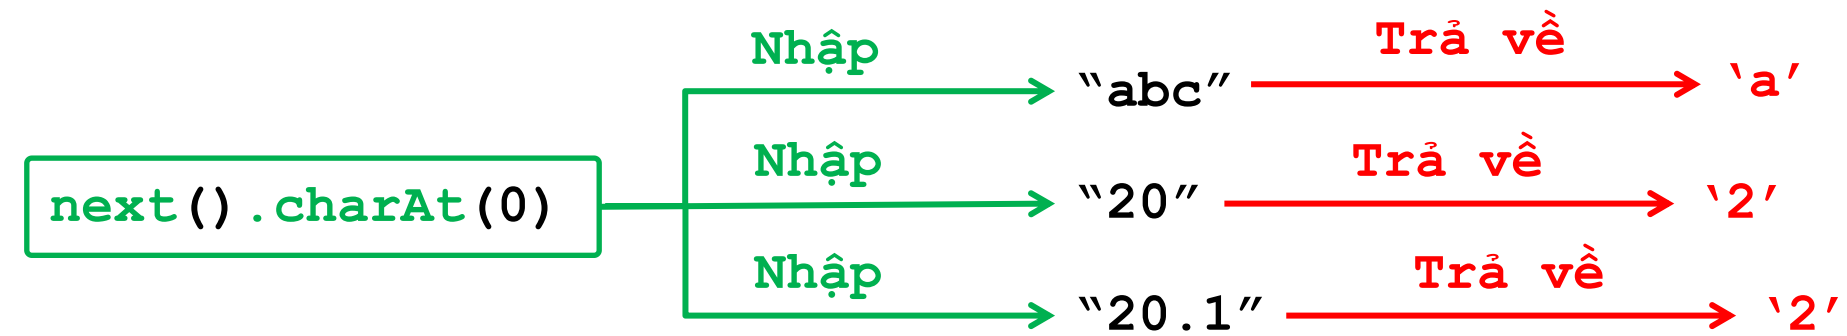 Nhập “abc” Trả về ‘a’
next().charAt(0) Nhập “20” Trả về ‘2’
Nhập “20.1” Trả về ‘2’